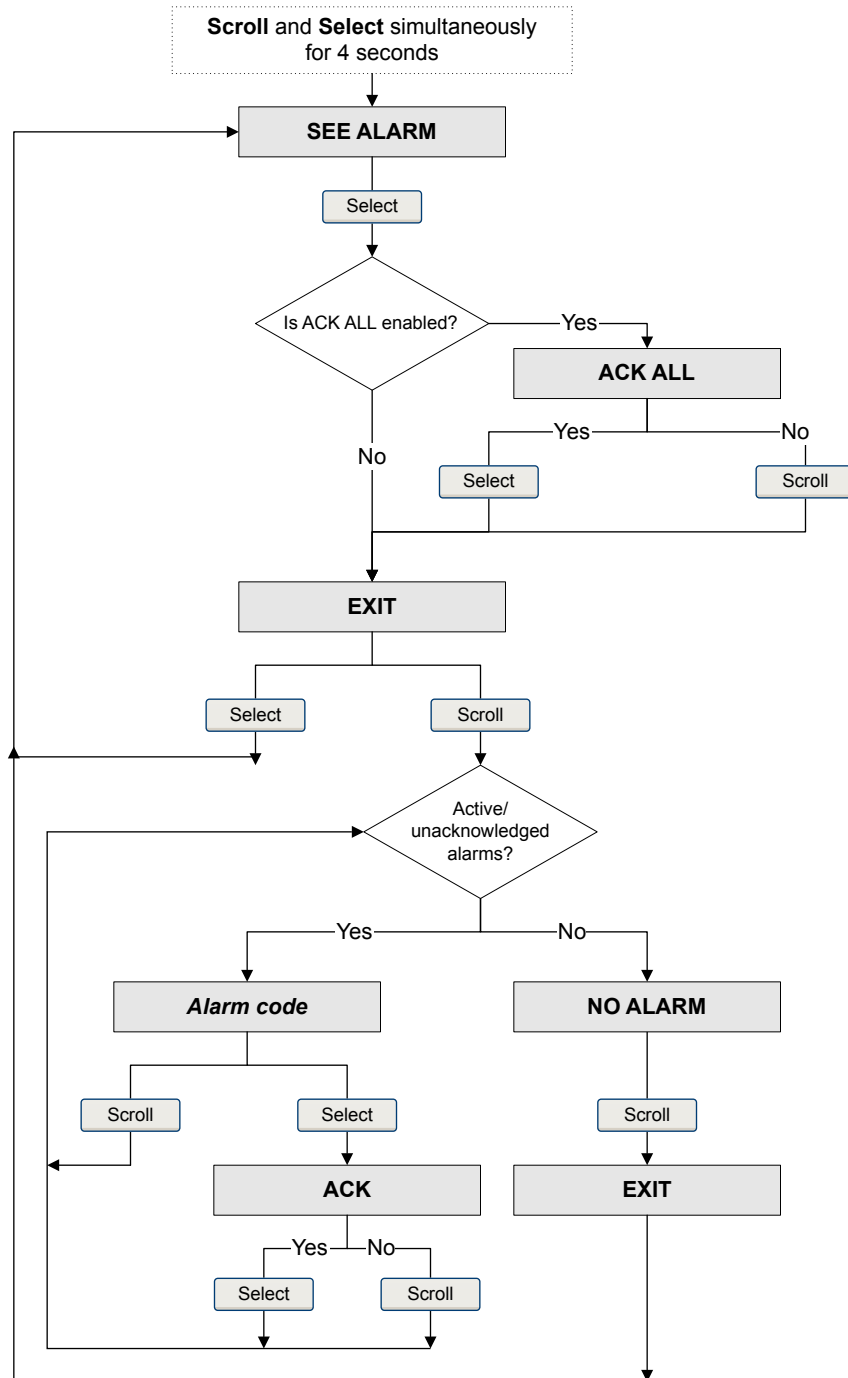 Scroll and Select simultaneously
for 4 seconds
SEE ALARM
Select
Is ACK ALL enabled?
Yes
ACK ALL
No
Yes
No
Select
Scroll
EXIT
Select
Scroll
Active/
unacknowledged
alarms?
Yes
No
Alarm code
NO ALARM
Scroll
Select
Scroll
ACK
EXIT
Yes
No
Select
Scroll